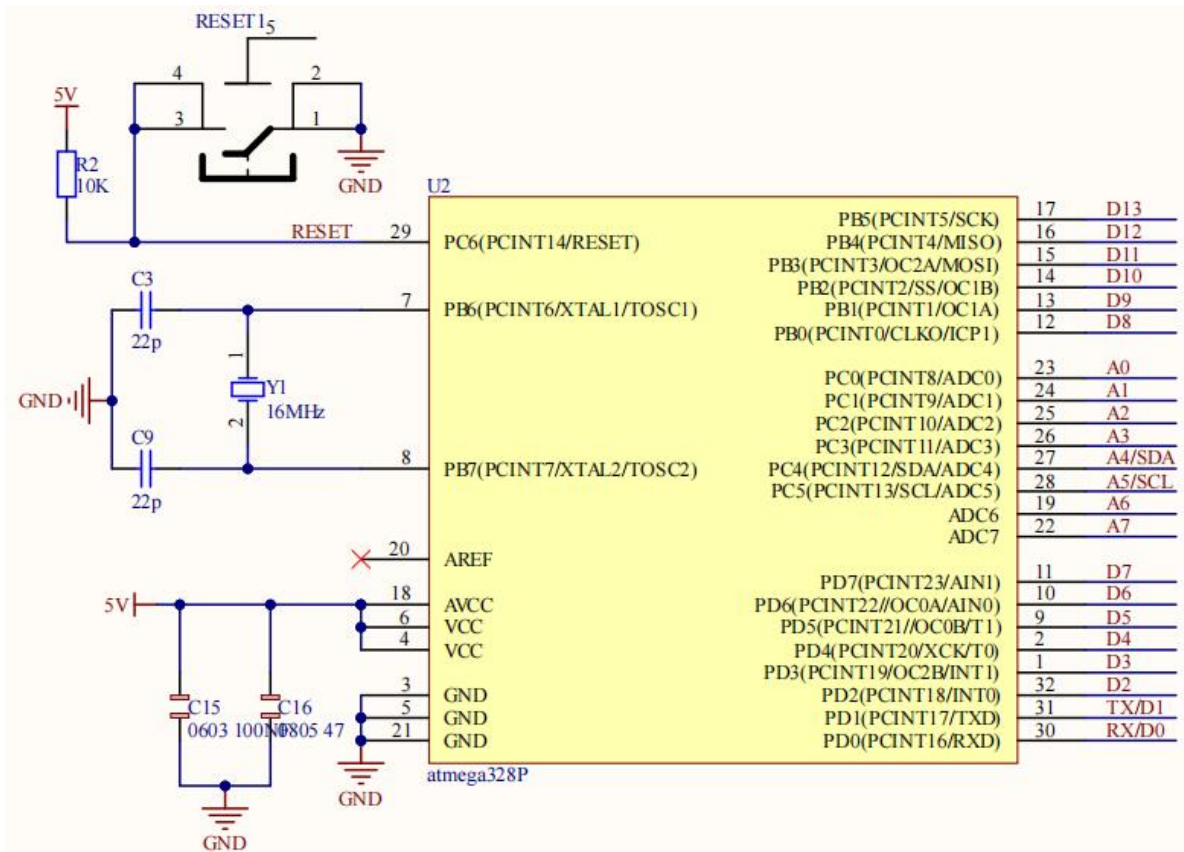 RESET1
5
4
2
3
1
5V
R2
10K
GND
U2
RESET
29
PC6(PCINT14/RESET)
C3
22p
7
PB6(PCINT6/XTAL1/TOSC1)
1
Y1
16MHz
2
GND
C9
22p
8
PB7(PCINT7/XTAL2/TOSC2)
20
AREF
5V
18
AVCC
6
VCC
4
VCC
3
GND
5
GND
21
GND
C15
0603 100NF
C16
0805 47
GND
GND
atmega328P
PB5(PCINT5/SCK) 17 D13
PB4(PCINT4/MISO) 16 D12
PB3(PCINT3/OC2A/MOSI) 15 D11
PB2(PCINT2/SS/OC1B) 14 D10
PB1(PCINT1/OC1A) 13 D9
PB0(PCINT0/CLKO/ICP1) 12 D8
PC0(PCINT8/ADC0) 23 A0
PC1(PCINT9/ADC1) 24 A1
PC2(PCINT10/ADC2) 25 A2
PC3(PCINT11/ADC3) 26 A3
PC4(PCINT12/SDA/ADC4) 27 A4/SDA
PC5(PCINT13/SCL/ADC5) 28 A5/SCL
ADC6 19 A6
ADC7 22 A7
PD7(PCINT23/AIN1) 11 D7
PD6(PCINT22//OC0A/AIN0) 10 D6
PD5(PCINT21//OC0B/T1) 9 D5
PD4(PCINT20/XCK/T0) 2 D4
PD3(PCINT19/OC2B/INT1) 1 D3
PD2(PCINT18/INT0) 32 D2
PD1(PCINT17/TXD) 31 TX/D1
PD0(PCINT16/RXD) 30 RX/D0